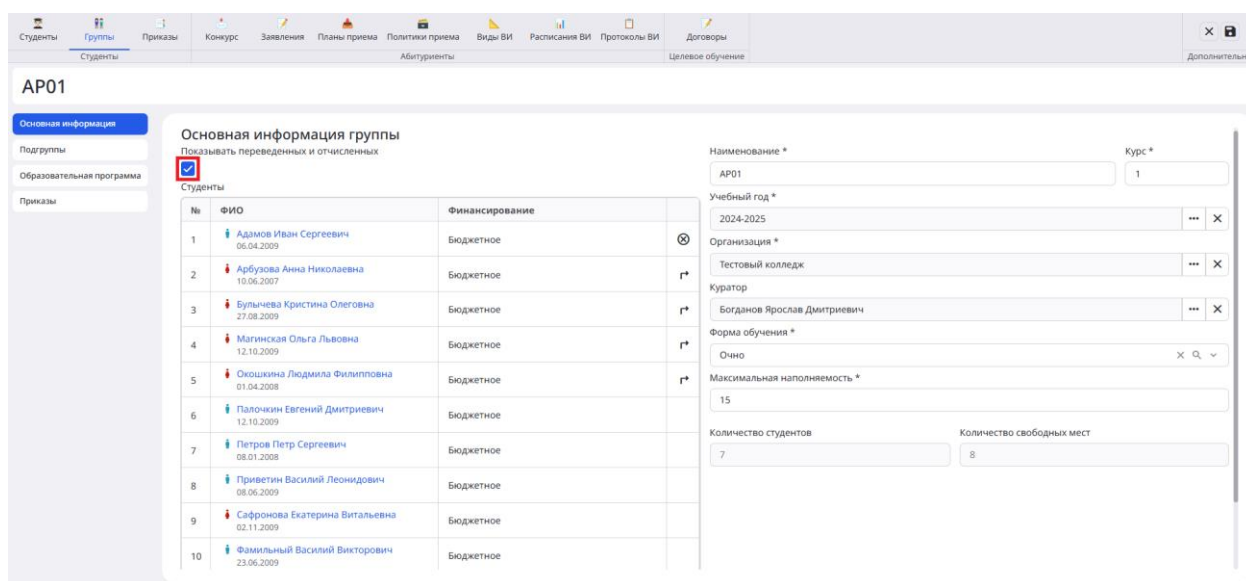 Студенты Группы Приказы Конкурс Заявления Планы приема Политики приема Виды ВИ Расписания ВИ Протоколы ВИ Договоры
Студенты Абитуриенты Целевое обучение Дополнительн
АР01
Основная информация
Подгруппы
Образовательная программа
Приказы
Основная информация группы
Показывать переведенных и отчисленных
Студенты
№ ФИО Финансирование
1 Адамов Иван Сергеевич Бюджетное
06.04.2009
2 Арбузова Анна Николаевна Бюджетное
10.06.2007
3 Булычева Кристина Олеговна Бюджетное
27.08.2009
4 Магинская Ольга Львовна Бюджетное
12.10.2009
5 Окошкина Людмила Филипповна Бюджетное
01.04.2008
6 Палочкин Евгений Дмитриевич Бюджетное
12.10.2009
7 Петров Петр Сергеевич Бюджетное
08.01.2008
8 Приветин Василий Леонидович Бюджетное
08.06.2009
9 Сафронова Екатерина Витальевна Бюджетное
02.11.2009
10 Фамильный Василий Викторович Бюджетное
23.06.2009
Наименование * Курс *
АР01 1
Учебный год *
2024-2025
Организация *
Тестовый колледж
Куратор
Богданов Ярослав Дмитриевич
Форма обучения *
Очно
Максимальная наполняемость *
15
Количество студентов Количество свободных мест
7 8